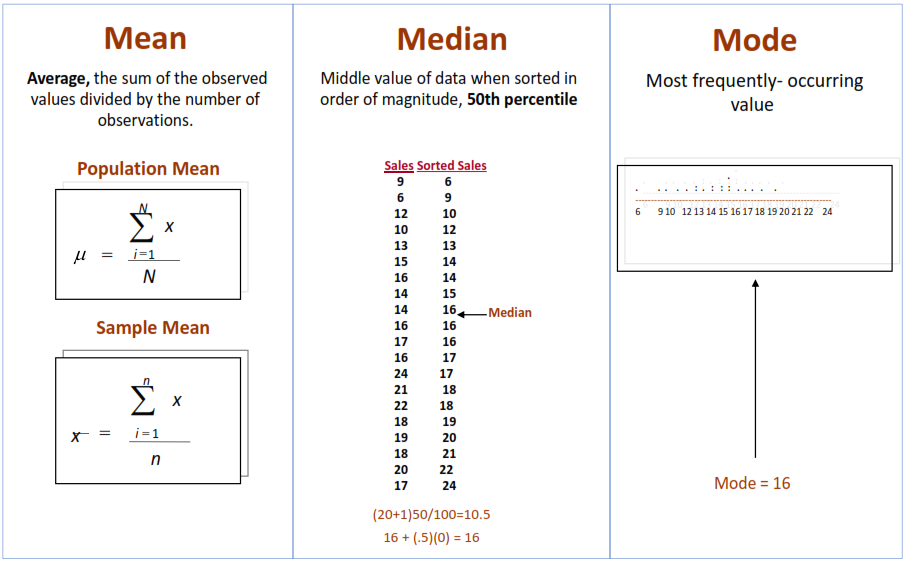 Mean
Average, the sum of the observed
values divided by the number of
observations.
Population Mean
N
∑ x
μ = i=1
N
Sample Mean
n
∑ x
x = i=1
n
Median
Middle value of data when sorted in
order of magnitude, 50th percentile
Sales Sorted Sales
9 6
6 9
12 10
10 12
13 13
15 14
16 14
14 15
14 16 Median
16 16
17 16
16 17
24 17
21 18
22 18
18 19
19 20
18 21
20 22
17 24
(20+1)50/100=10.5
16 + (.5)(0) = 16
Mode
Most frequently- occurring
value
6 9 10 12 13 14 15 16 17 18 19 20 21 22 24
Mode = 16